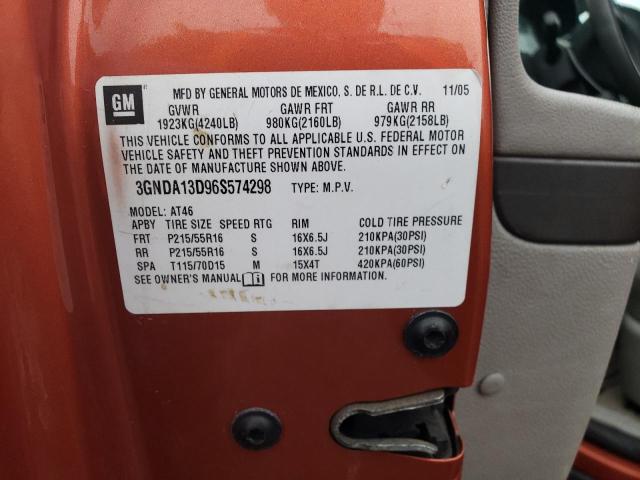 GM MFD BY GENERAL MOTORS DE MEXICO, S. DE R.L. DE C.V. 11/05
GVWR GAWR FRT GAWR RR
1923KG(4240LB) 980KG(2160LB) 979KG(2158LB)
THIS VEHICLE CONFORMS TO ALL APPLICABLE U.S. FEDERAL MOTOR
VEHICLE SAFETY AND THEFT PREVENTION STANDARDS IN EFFECT ON
THE DATE OF MANUFACTURE SHOWN ABOVE.
3GNDA13D96S574298 TYPE: M.P.V.
MODEL: AT46
APBY TIRE SIZE SPEED RTG RIM COLD TIRE PRESSURE
FRT P215/55R16 S 16X6.5J 210KPA(30PSI)
RR P215/55R16 S 16X6.5J 210KPA(30PSI)
SPA T115/70D15 M 15X4T 420KPA(60PSI)
SEE OWNER'S MANUAL FOR MORE INFORMATION.